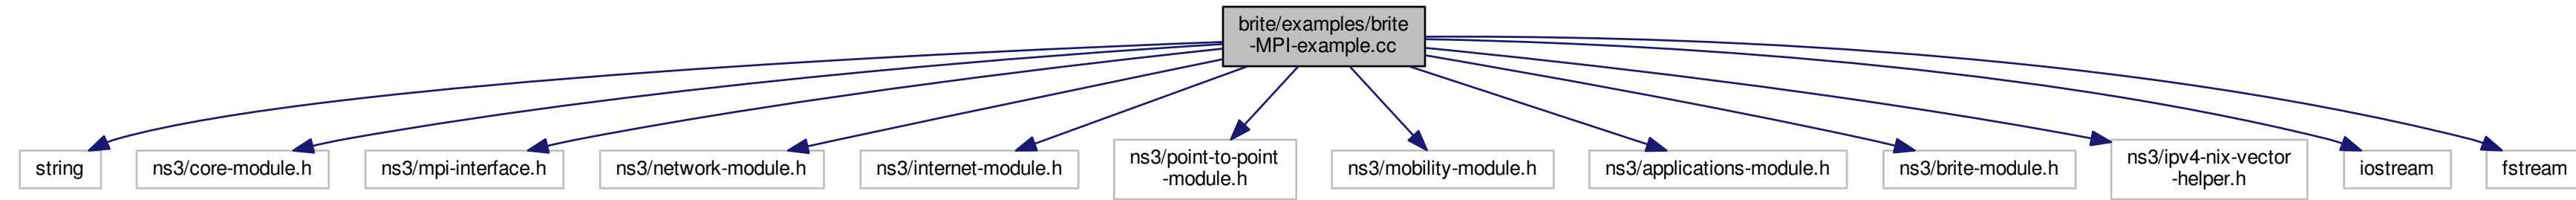 brite/examples/brite
-MPI-example.cc
string
ns3/core-module.h
ns3/mpi-interface.h
ns3/network-module.h
ns3/internet-module.h
ns3/point-to-point
-module.h
ns3/mobility-module.h
ns3/applications-module.h
ns3/brite-module.h
ns3/ipv4-nix-vector
-helper.h
iostream
fstream